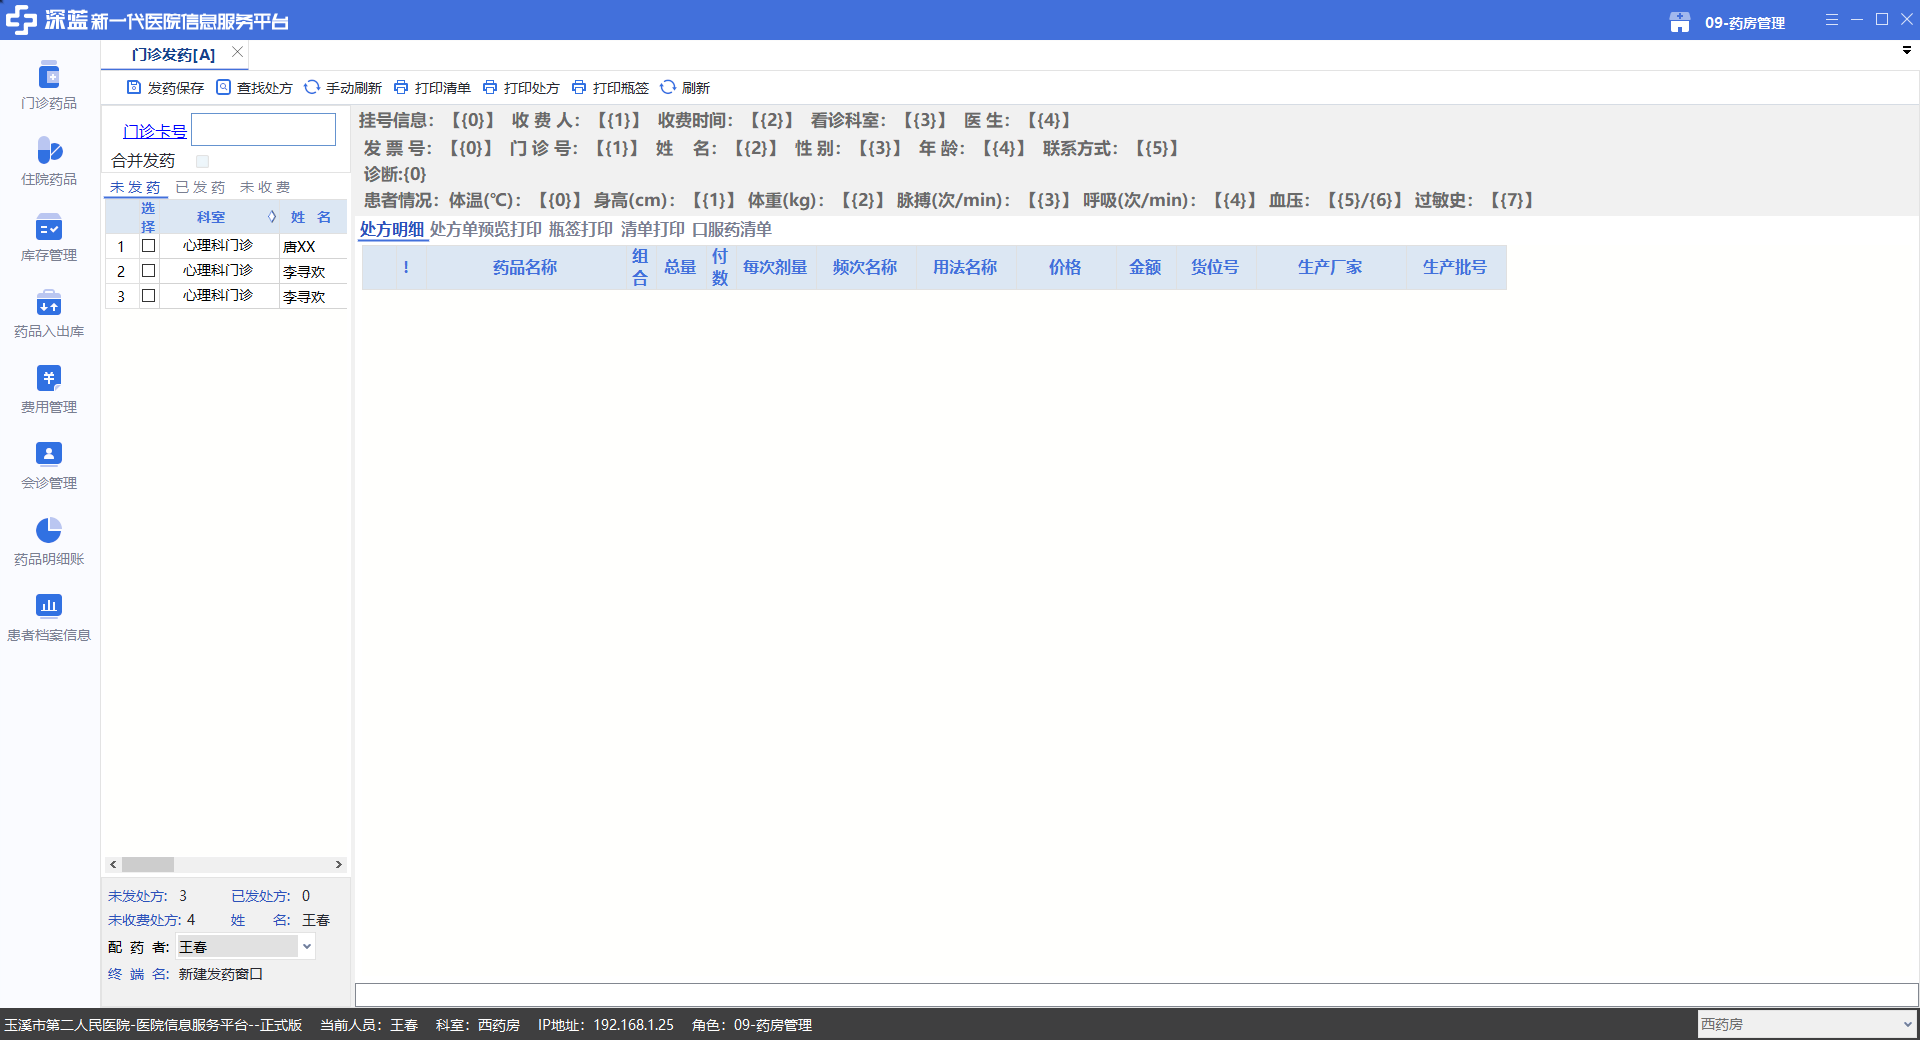 深蓝新一代医院信息服务平台
09-药房管理
门诊发药[A]
发药保存 查找处方 手动刷新 打印清单 打印处方 打印瓶签 刷新
门诊药品
住院药品
库存管理
药品入出库
费用管理
会诊管理
药品明细账
患者档案信息
门诊卡号
合并发药
未发药 已发药 未收费
选择 科室 姓 名
1 心理科门诊 唐XX
2 心理科门诊 李寻欢
3 心理科门诊 李寻欢
未发处方: 3 已发处方: 0
未收费处方: 4 姓 名: 王春
配 药 者: 王春
终 端 名: 新建发药窗口
挂号信息：【{0}】 收 费 人：【{1}】 收费时间：【{2}】 看诊科室：【{3}】 医 生：【{4}】
发 票 号：【{0}】 门 诊 号：【{1}】 姓 名：【{2}】 性 别：【{3}】 年 龄：【{4}】 联系方式：【{5}】
诊断:{0}
患者情况：体温(℃)：【{0}】 身高(cm)：【{1}】 体重(kg)：【{2}】 脉搏(次/min)：【{3}】 呼吸(次/min)：【{4}】 血压：【{5}/{6}】 过敏史：【{7}】
处方明细 处方单预览打印 瓶签打印 清单打印 口服药清单
! 药品名称 组合 总量 付数 每次剂量 频次名称 用法名称 价格 金额 货位号 生产厂家 生产批号
玉溪市第二人民医院-医院信息服务平台--正式版 当前人员：王春 科室：西药房 IP地址：192.168.1.25 角色：09-药房管理
西药房